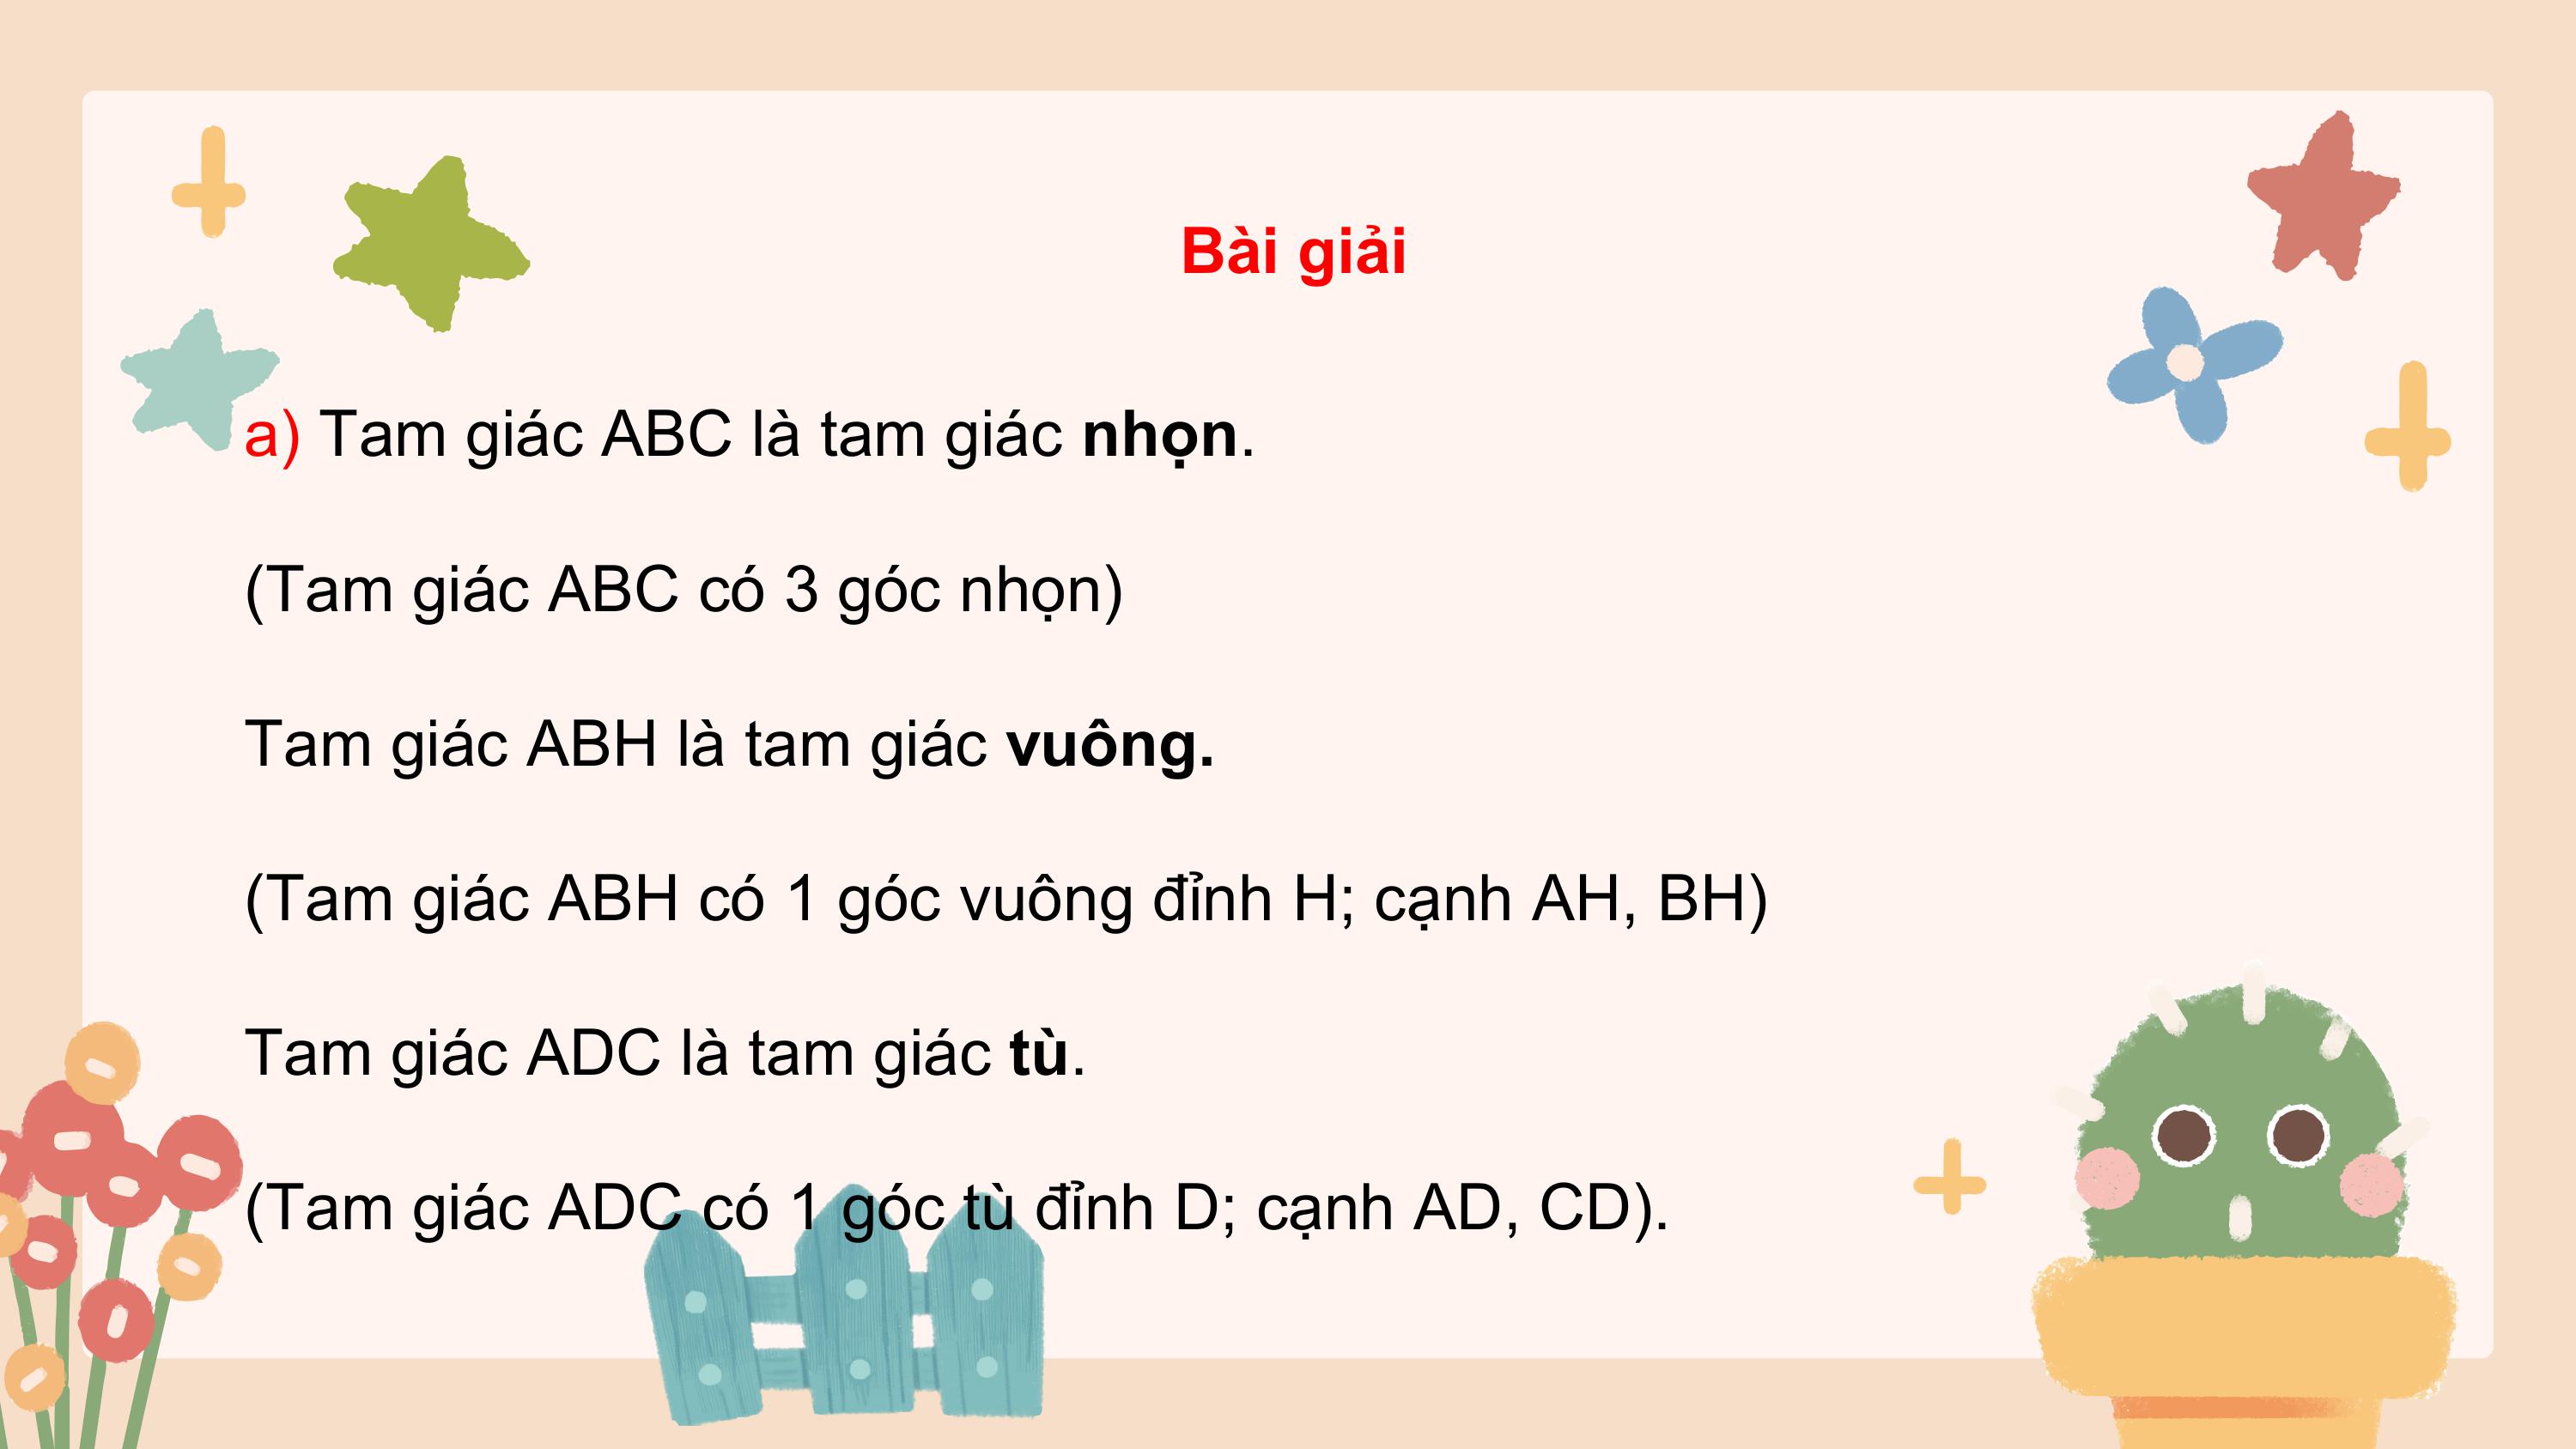 Bài giải
a) Tam giác ABC là tam giác nhọn.
(Tam giác ABC có 3 góc nhọn)
Tam giác ABH là tam giác vuông.
(Tam giác ABH có 1 góc vuông đỉnh H; cạnh AH, BH)
Tam giác ADC là tam giác tù.
(Tam giác ADC có 1 góc tù đỉnh D; cạnh AD, CD).